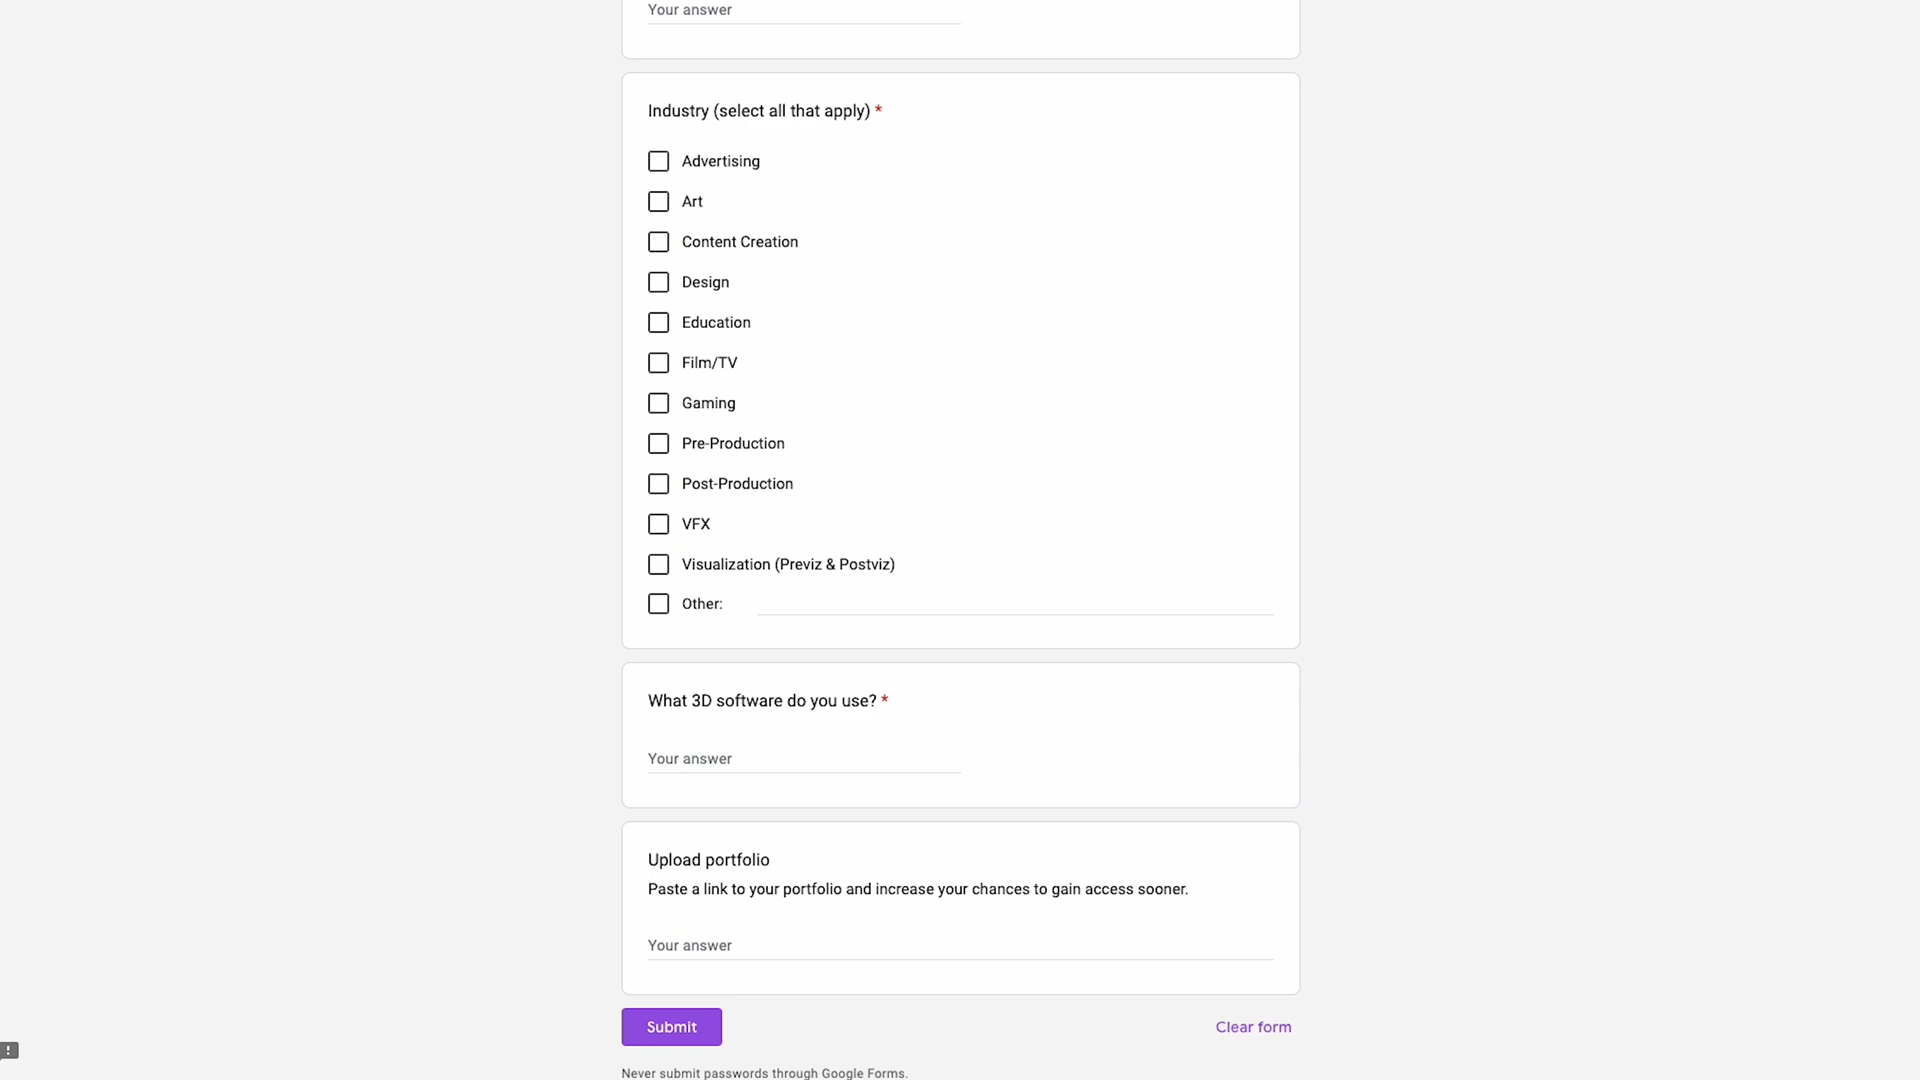 Your answer
Industry (select all that apply) *
Advertising
Art
Content Creation
Design
Education
Film/TV
Gaming
Pre-Production
Post-Production
VFX
Visualization (Previz & Postviz)
Other:
What 3D software do you use? *
Your answer
Upload portfolio
Paste a link to your portfolio and increase your chances to gain access sooner.
Your answer
Submit
Clear form
!
Never submit passwords through Google Forms.